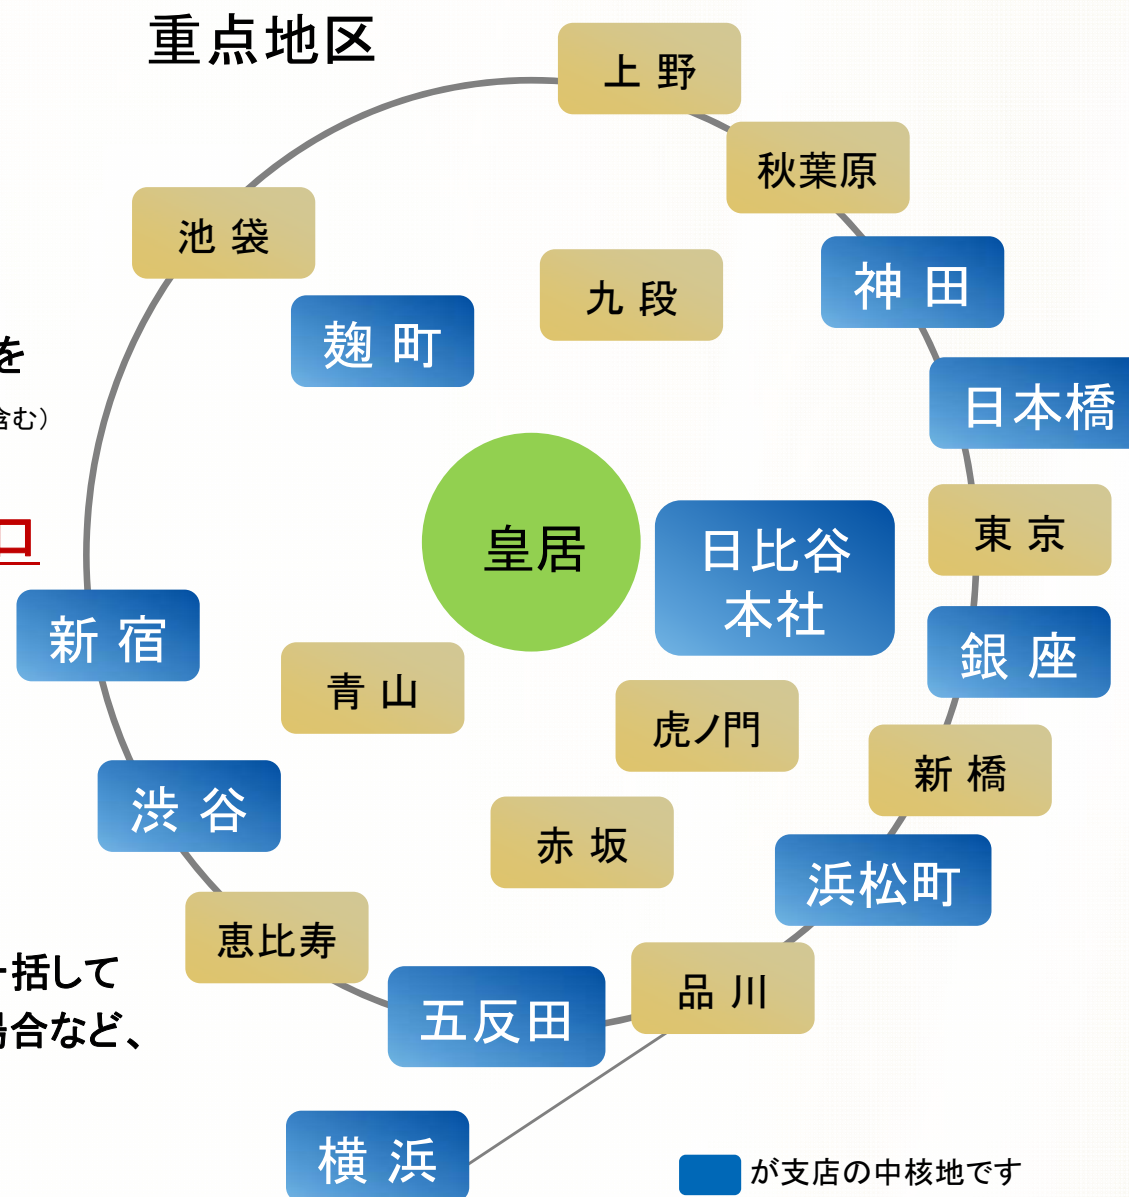 重点地区
上 野
秋葉原
池 袋
九 段
神 田
麹 町
を
含む）
日本橋
皇居
日比谷
本社
東 京
口
新 宿
銀 座
青 山
虎ノ門
新 橋
渋 谷
赤 坂
浜松町
恵比寿
括して
場合など、
五反田
品 川
横 浜
が支店の中核地です